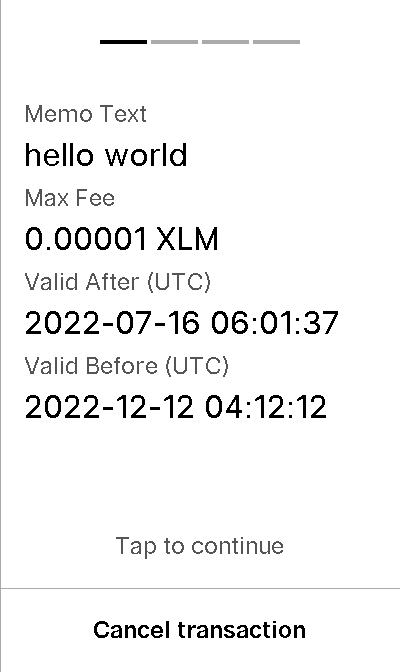 Memo Text
hello world
Max Fee
0.00001 XLM
Valid After (UTC)
2022-07-16 06:01:37
Valid Before (UTC)
2022-12-12 04:12:12
Tap to continue
Cancel transaction